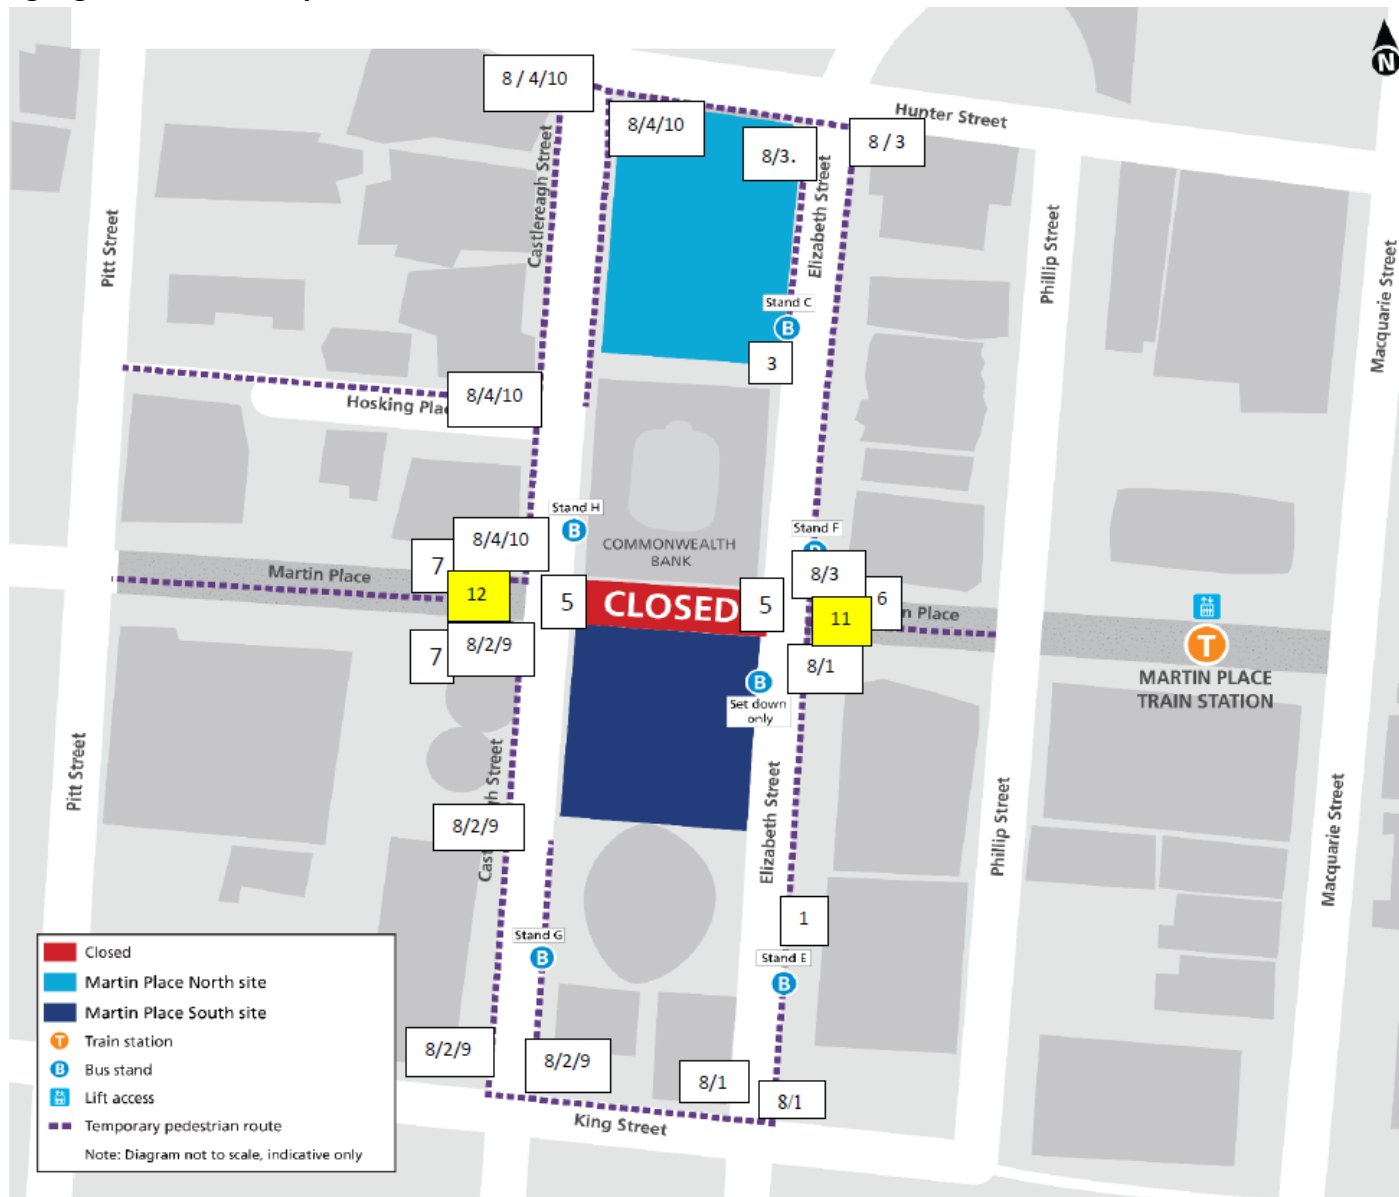 8 / 4/10
8/4/10
8/3.
8 / 3
Hunter Street
N
Castlereagh Street
Elizabeth Street
Pitt Street
Phillip Street
Macquarie Street
Stand C
B
3
8/4/10
Hosking Plac
Stand H
B
8/4/10
7
12
Martin Place
COMMONWEALTH
BANK
Stand F
B
8/3
6
5
CLOSED
5
11
n Place
T
MARTIN PLACE
TRAIN STATION
7
8/2/9
8/1
B
Set down
only
Pitt Street
Cast
gh Street
8/2/9
Elizabeth Street
Phillip Street
Macquarie Street
1
Stand G
B
Stand E
B
8/2/9
8/2/9
8/1
8/1
King Street
Closed
Martin Place North site
Martin Place South site
T Train station
B Bus stand
Lift access
Temporary pedestrian route
Note: Diagram not to scale, indicative only